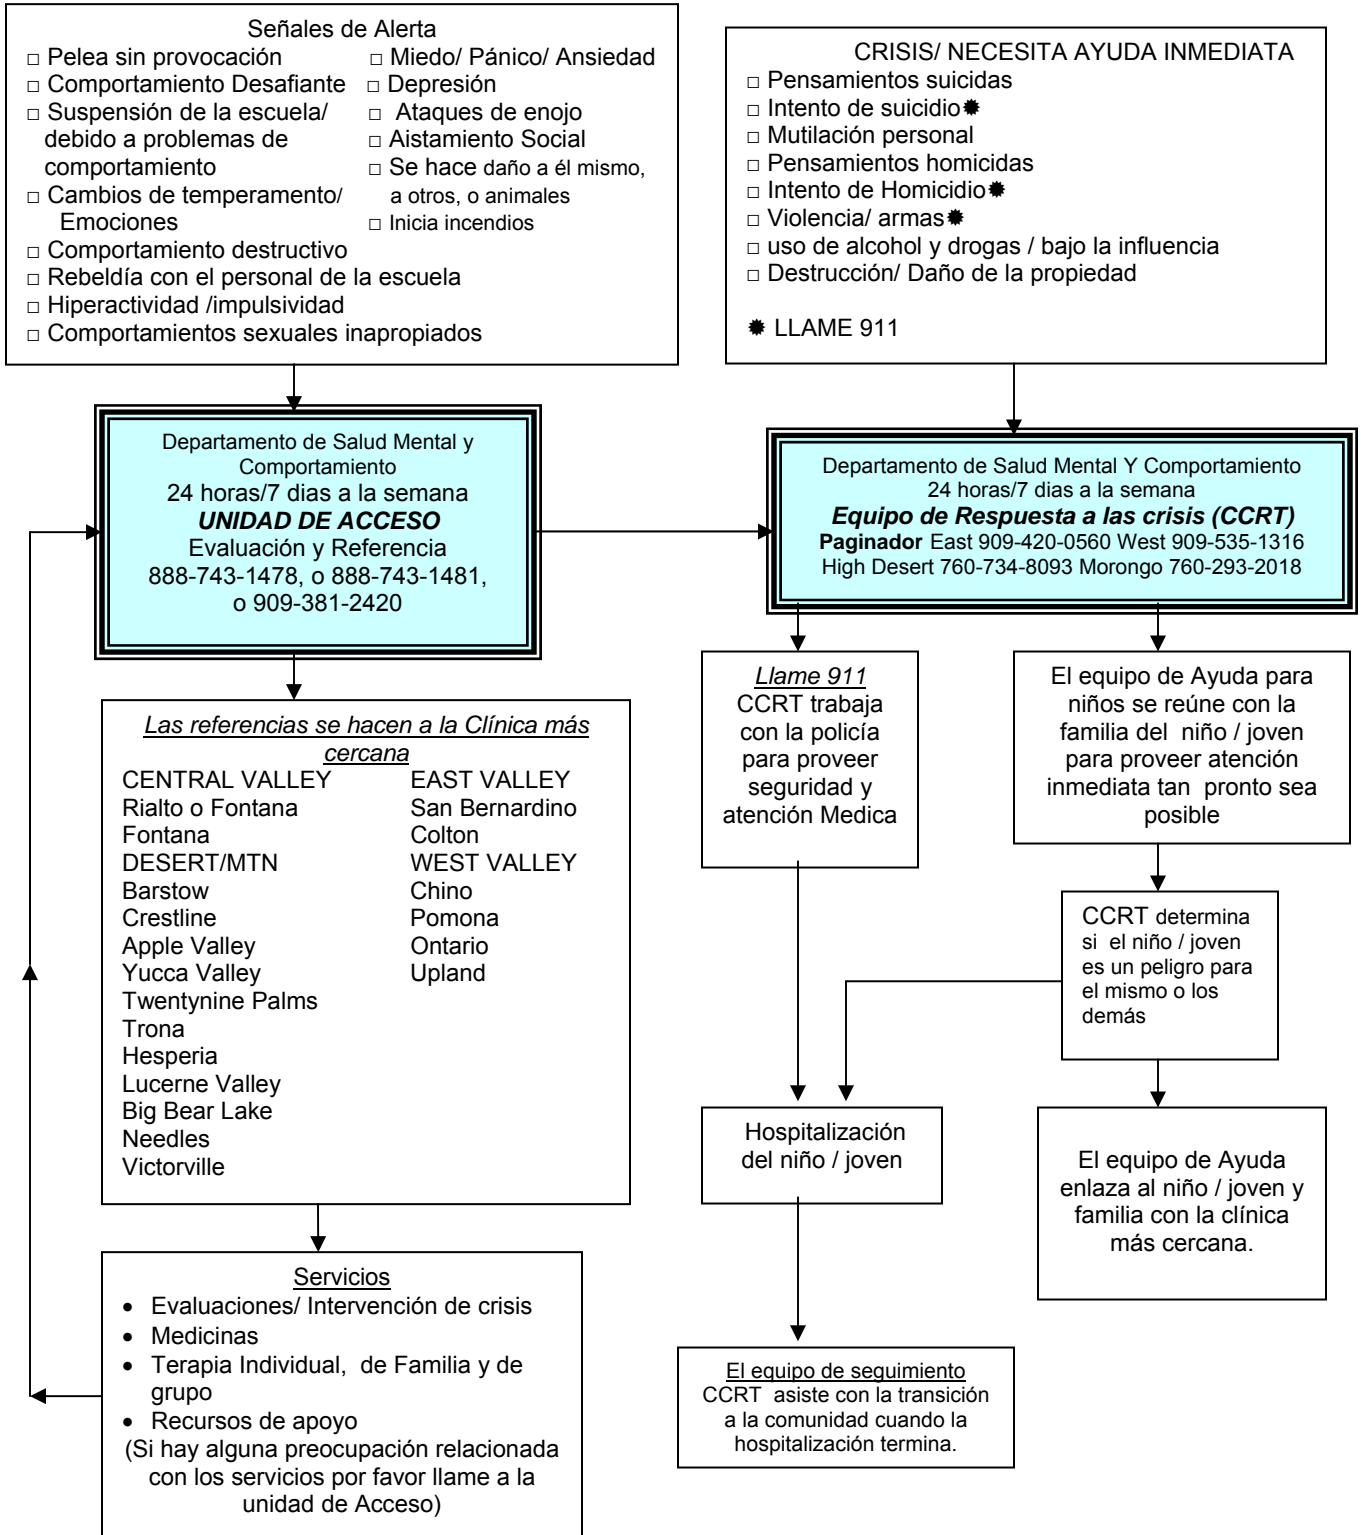 Señales de Alerta
□ Pelea sin provocación
□ Comportamiento Desafiante
□ Suspensión de la escuela/
debido a problemas de
comportamiento
□ Cambios de temperamento/
Emociones
□ Comportamiento destructivo
□ Rebeldía con el personal de la escuela
□ Hiperactividad /impulsividad
□ Comportamientos sexuales inapropiados
□ Miedo/ Pánico/ Ansiedad
□ Depresión
□ Ataques de enojo
□ Aistamiento Social
□ Se hace daño a él mismo,
a otros, o animales
□ Inicia incendios
CRISIS/ NECESITA AYUDA INMEDIATA
□ Pensamientos suicidas
□ Intento de suicidio✹
□ Mutilación personal
□ Pensamientos homicidas
□ Intento de Homicidio✹
□ Violencia/ armas✹
□ uso de alcohol y drogas / bajo la influencia
□ Destrucción/ Daño de la propiedad
✹ LLAME 911
Departamento de Salud Mental y
Comportamiento
24 horas/7 dias a la semana
UNIDAD DE ACCESO
Evaluación y Referencia
888-743-1478, o 888-743-1481,
o 909-381-2420
Departamento de Salud Mental Y Comportamiento
24 horas/7 dias a la semana
Equipo de Respuesta a las crisis (CCRT)
Paginador East 909-420-0560 West 909-535-1316
High Desert 760-734-8093 Morongo 760-293-2018
Las referencias se hacen a la Clínica más
cercana
CENTRAL VALLEY
Rialto o Fontana
Fontana
DESERT/MTN
Barstow
Crestline
Apple Valley
Yucca Valley
Twentynine Palms
Trona
Hesperia
Lucerne Valley
Big Bear Lake
Needles
Victorville
EAST VALLEY
San Bernardino
Colton
WEST VALLEY
Chino
Pomona
Ontario
Upland
Llame 911
CCRT trabaja
con la policía
para proveer
seguridad y
atención Medica
El equipo de Ayuda para
niños se reúne con la
familia del niño / joven
para proveer atención
inmediata tan pronto sea
posible
CCRT determina
si el niño / joven
es un peligro para
el mismo o los
demás
Hospitalización
del niño / joven
El equipo de Ayuda
enlaza al niño / joven y
familia con la clínica
más cercana.
Servicios
• Evaluaciones/ Intervención de crisis
• Medicinas
• Terapia Individual, de Familia y de
grupo
• Recursos de apoyo
(Si hay alguna preocupación relacionada
con los servicios por favor llame a la
unidad de Acceso)
El equipo de seguimiento
CCRT asiste con la transición
a la comunidad cuando la
hospitalización termina.